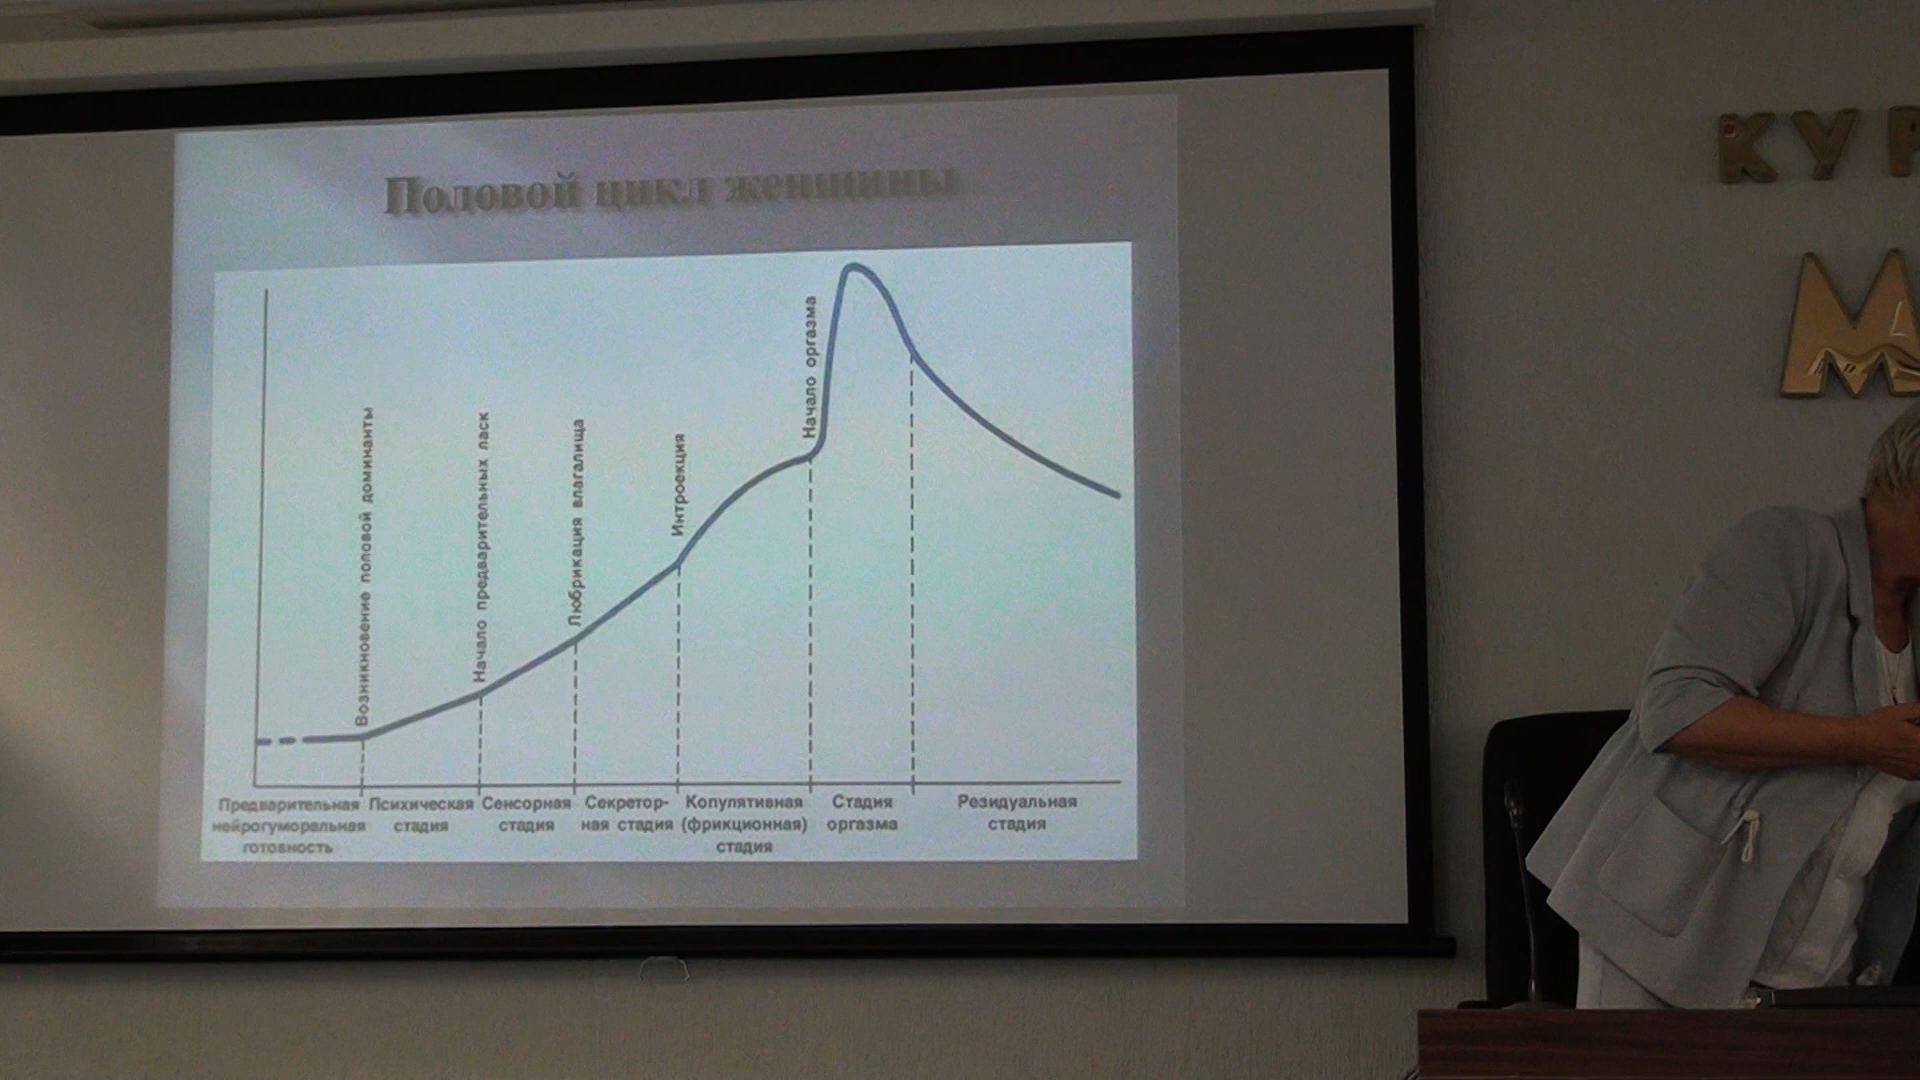 Половой цикл женщины
КУР
М
Возникновение половой доминанты
Начало предварительных ласк
Любрикация влагалища
Интроекция
Начало оргазма
Предварительная
нейрогуморальная
готовность
Психическая
стадия
Сенсорная
стадия
Секретор-
ная стадия
Копулятивная
(фрикционная)
стадия
Стадия
оргазма
Резидуальная
стадия